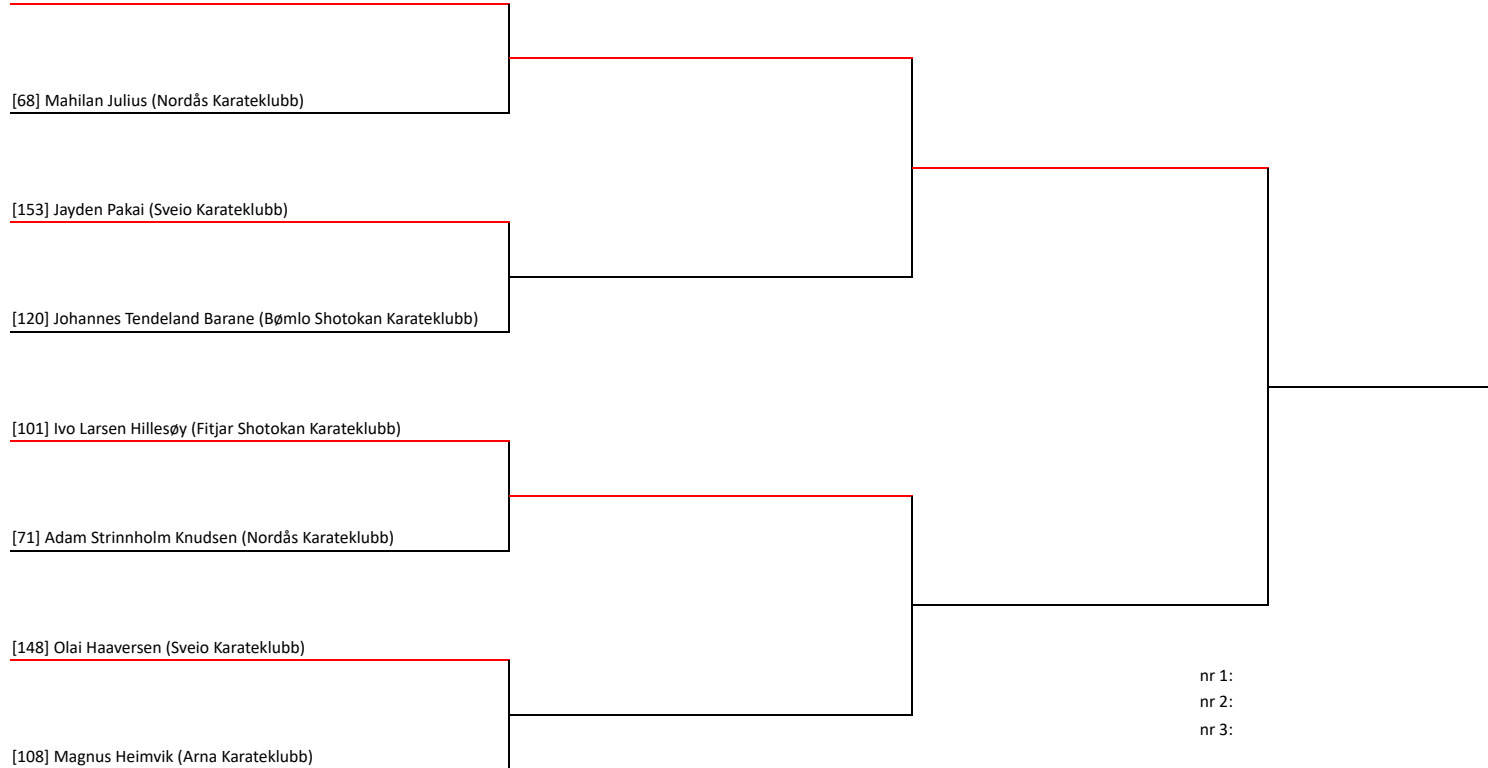 [68] Mahilan Julius (Nordås Karateklubb)
[153] Jayden Pakai (Sveio Karateklubb)
[120] Johannes Tendeland Barane (Bømlo Shotokan Karateklubb)
[101] Ivo Larsen Hillesøy (Fitjar Shotokan Karateklubb)
[71] Adam Strinnholm Knudsen (Nordås Karateklubb)
[148] Olai Haaversen (Sveio Karateklubb)
nr 1:
nr 2:
nr 3:
[108] Magnus Heimvik (Arna Karateklubb)